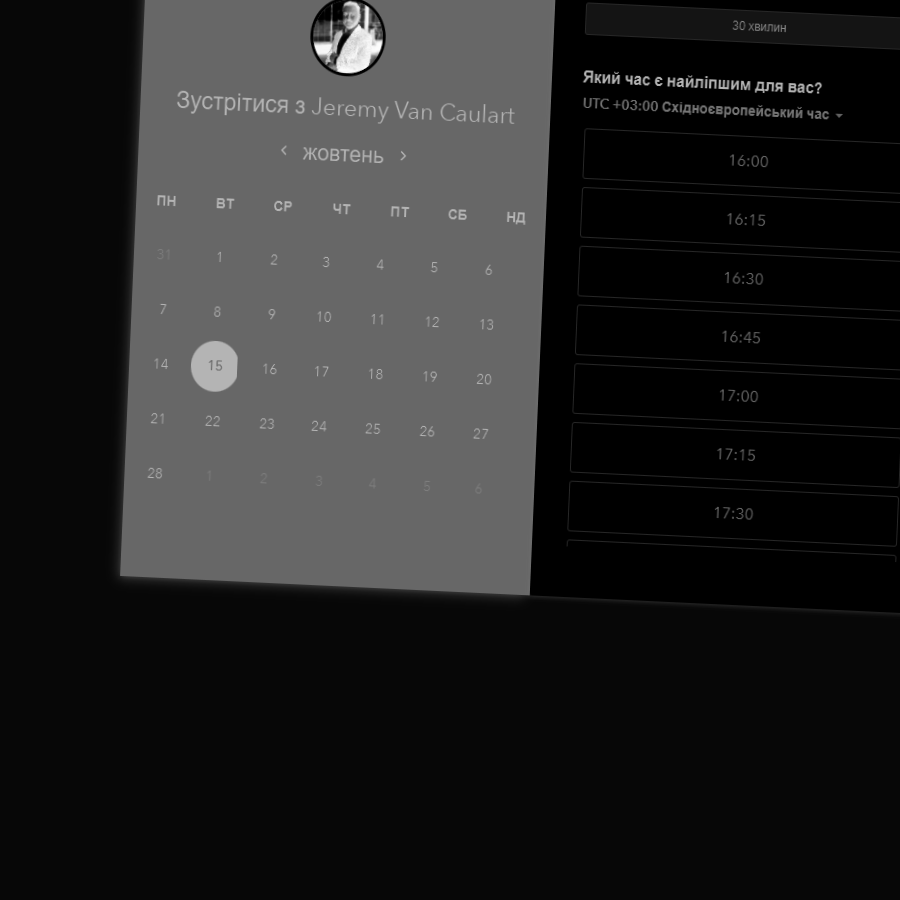 Зустрітися з Jeremy Van Caulart
жовтень
ПН ВТ СР ЧТ ПТ СБ НД
31 1 2 3 4 5 6
7 8 9 10 11 12 13
14 15 16 17 18 19 20
21 22 23 24 25 26 27
28 1 2 3 4 5 6
30 хвилин
Який час є найліпшим для вас?
UTC +03:00 Східноєвропейський час
16:00
16:15
16:30
16:45
17:00
17:15
17:30